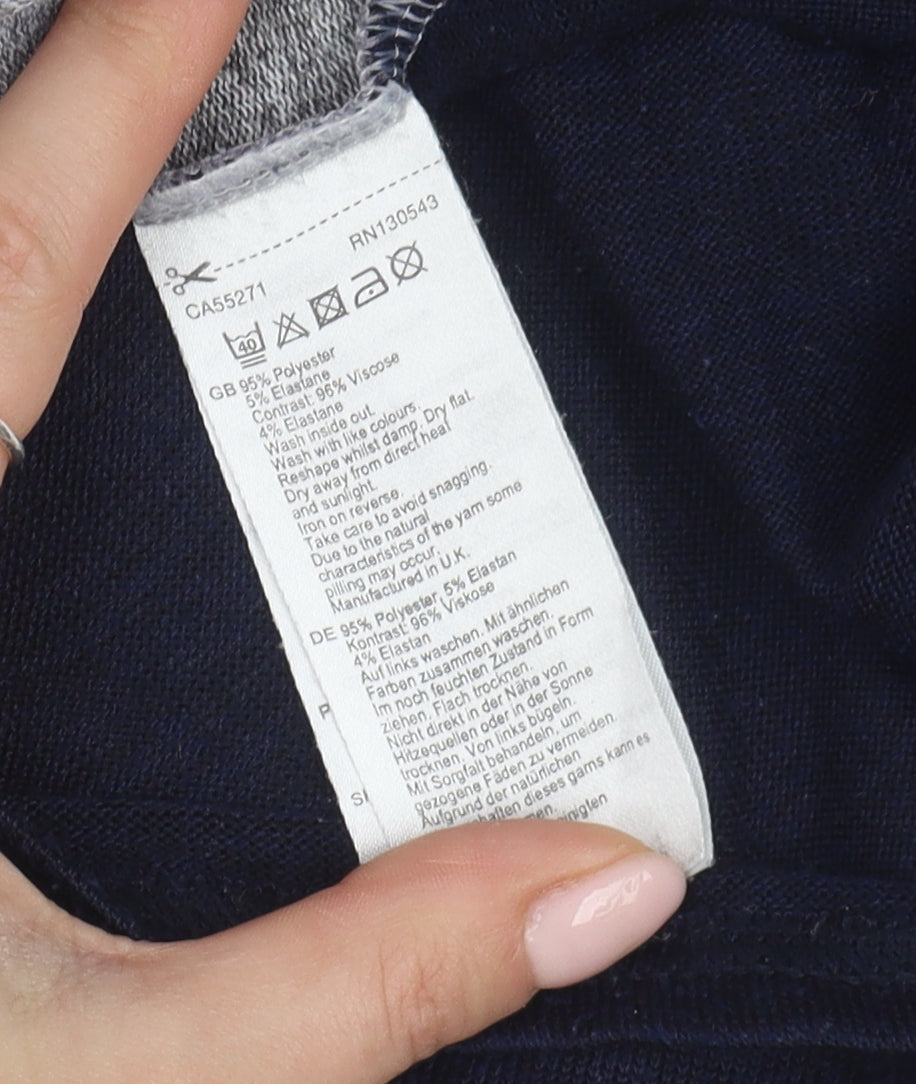 RN130543
CA55271
40
GB 95% Polyester
5% Elastane
Contrast: 96% Viscose
4% Elastane
Wash inside out.
Wash with like colours.
Reshape whilst damp. Dry flat.
Dry away from direct heat
and sunlight.
Iron on reverse.
Take care to avoid snagging.
Due to the natural
characteristics of the yarn some
pilling may occur.
Manufactured in U.K.
DE 95% Polyester, 5% Elastan
Kontrast: 96% Viskose
4% Elastan
Auf links waschen. Mit ähnlichen
Farben zusammen waschen.
Im noch feuchten Zustand in Form
ziehen. Flach trocknen.
Nicht direkt in der Nähe von
Hitzequellen oder in der Sonne
trocknen. Von links bügeln.
Mit Sorgfalt behandeln, um
gezogene Fäden zu vermeiden.
Aufgrund der natürlichen
dieses garns kann es